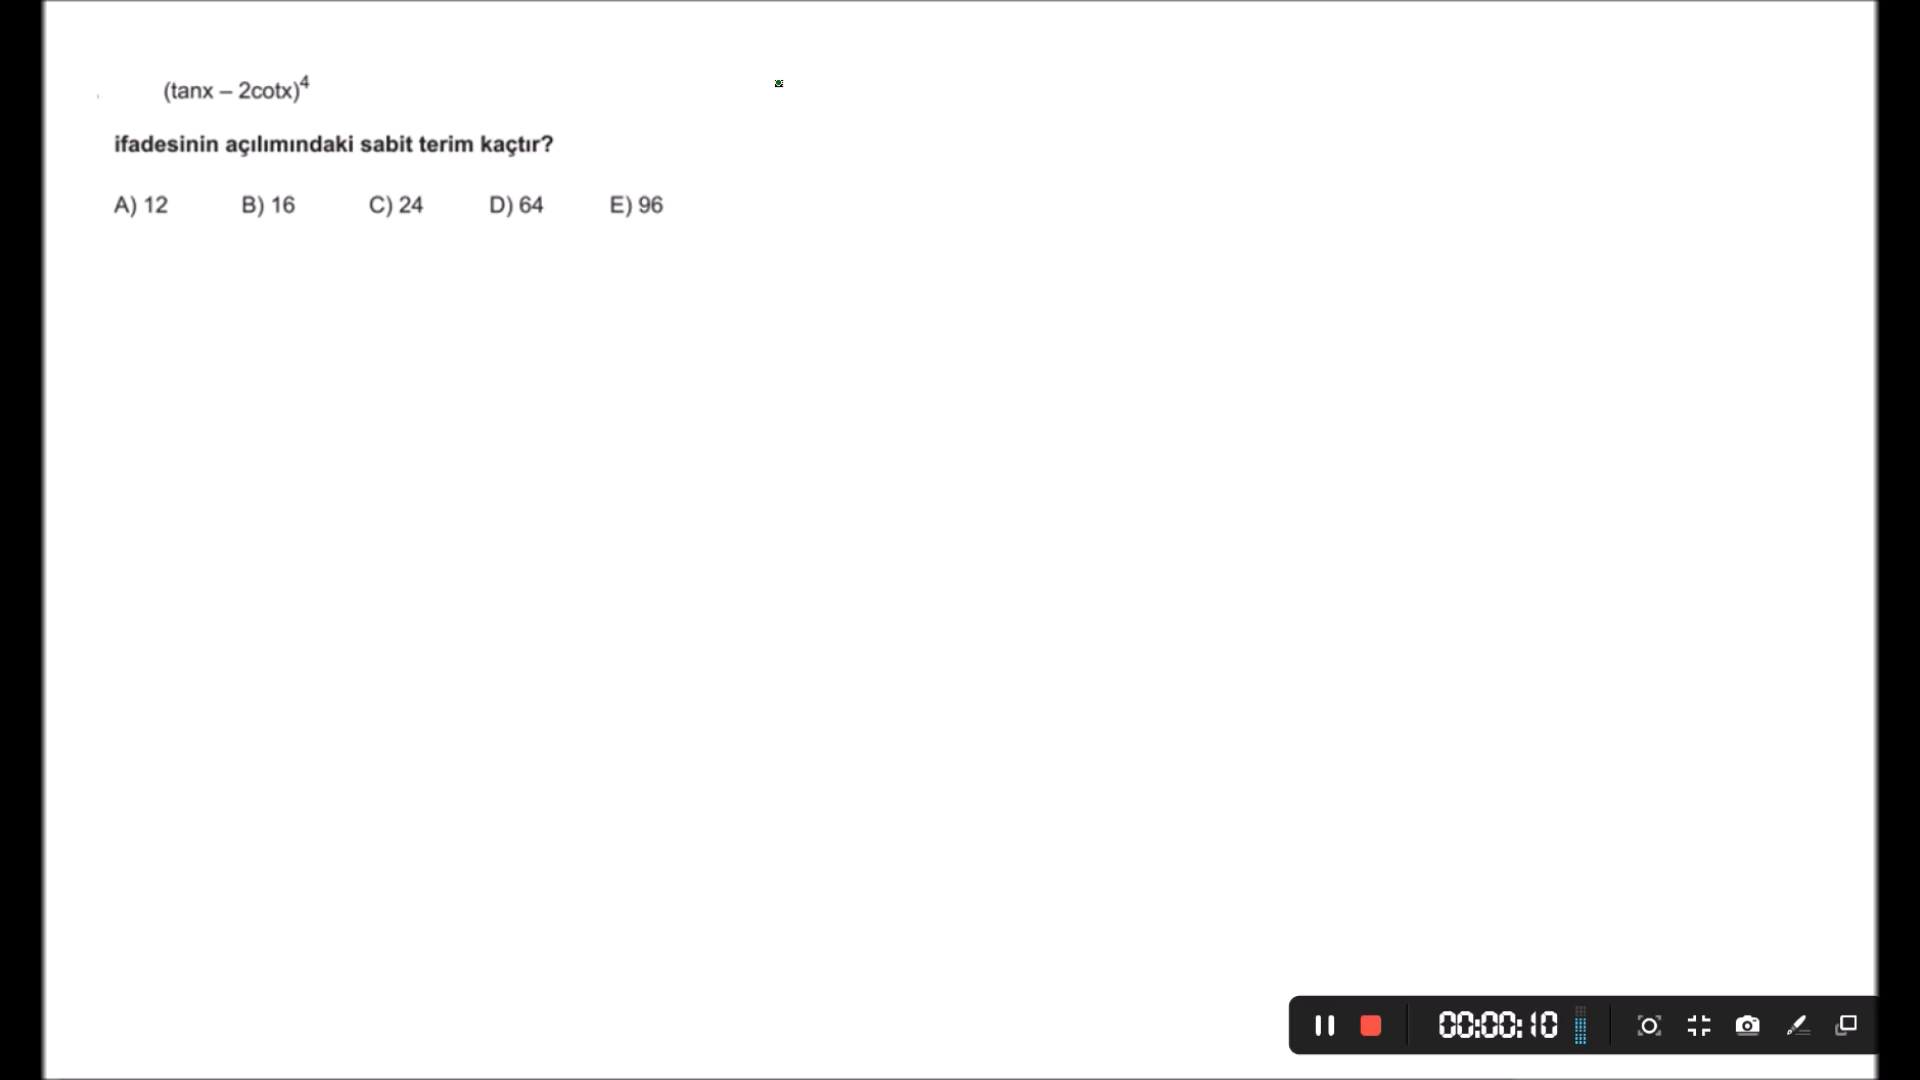 (tanx – 2cotx)⁴
ifadesinin açılımındaki sabit terim kaçtır?
A) 12 B) 16 C) 24 D) 64 E) 96
00:00:10